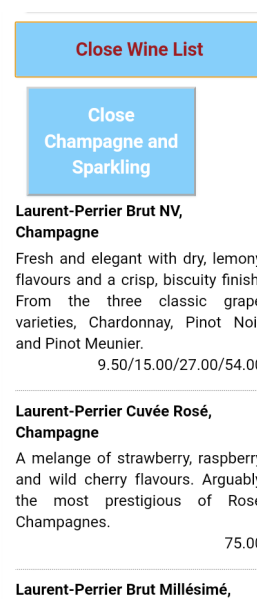 Close Wine List
Close
Champagne and
Sparkling
Laurent-Perrier Brut NV,
Champagne
Fresh and elegant with dry, lemony
flavours and a crisp, biscuity finish
From the three classic grape
varieties, Chardonnay, Pinot Noi
and Pinot Meunier.
9.50/15.00/27.00/54.00
Laurent-Perrier Cuvée Rosé,
Champagne
A melange of strawberry, raspberry
and wild cherry flavours. Arguably
the most prestigious of Rosé
Champagnes.
75.00
Laurent-Perrier Brut Millésimé,